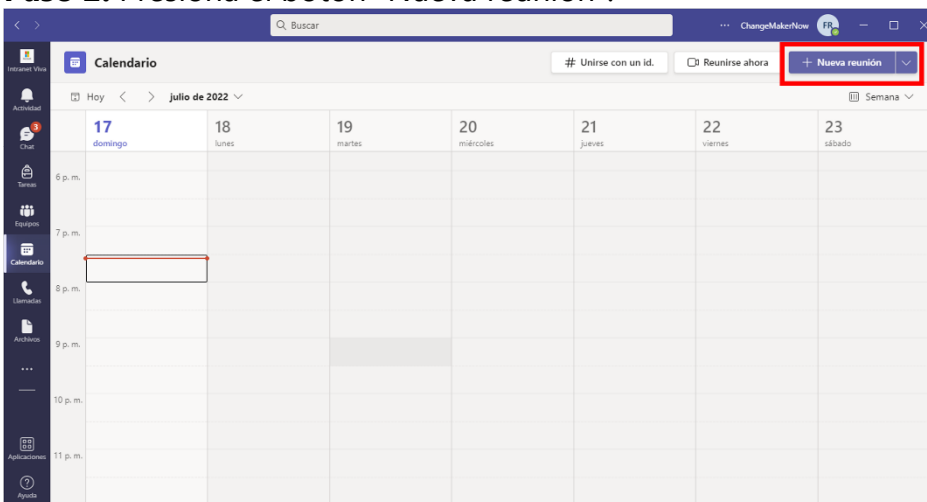 Paso 2. Presiona el botón "Nueva reunión".
Buscar
ChangeMakerNow
FR
Intranet Viva
Calendario
# Unirse con un id.
Reunirse ahora
+ Nueva reunión
Actividad
Hoy
julio de 2022
Semana
Chat
3
17
domingo
18
lunes
19
martes
20
miércoles
21
jueves
22
viernes
23
sábado
Tareas
6 p. m.
Equipos
7 p. m.
Calendario
8 p. m.
Llamadas
Archivos
9 p. m.
10 p. m.
Aplicaciones
11 p. m.
Ayuda